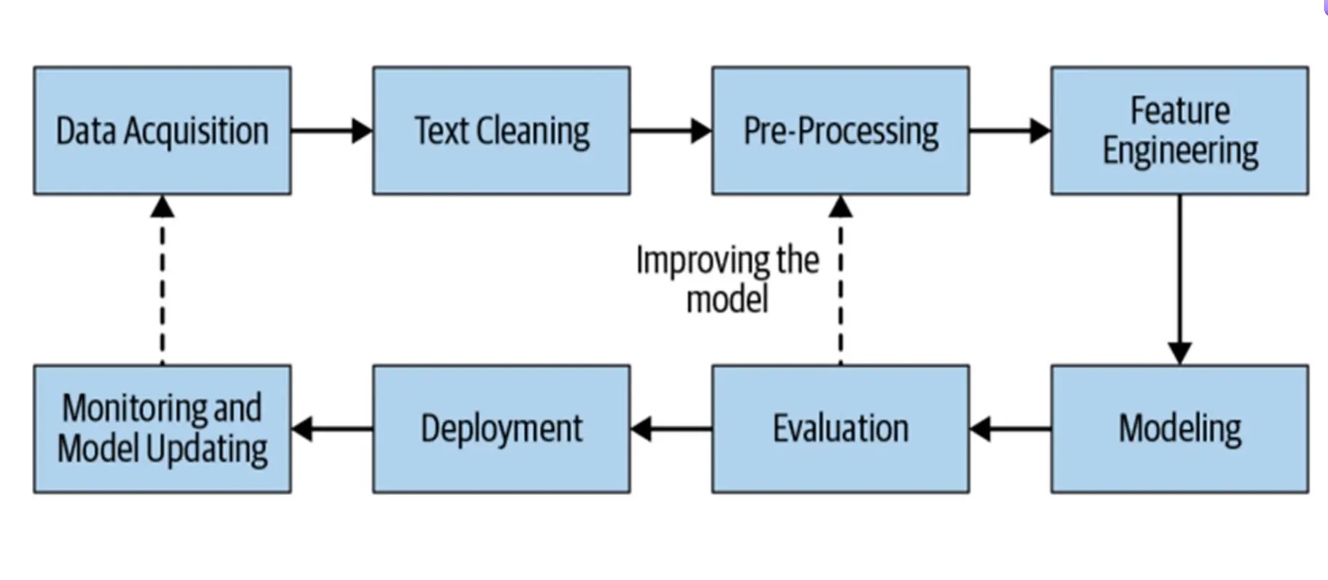 Data Acquisition
Text Cleaning
Pre-Processing
Feature
Engineering
Improving the
model
Monitoring and
Model Updating
Deployment
Evaluation
Modeling